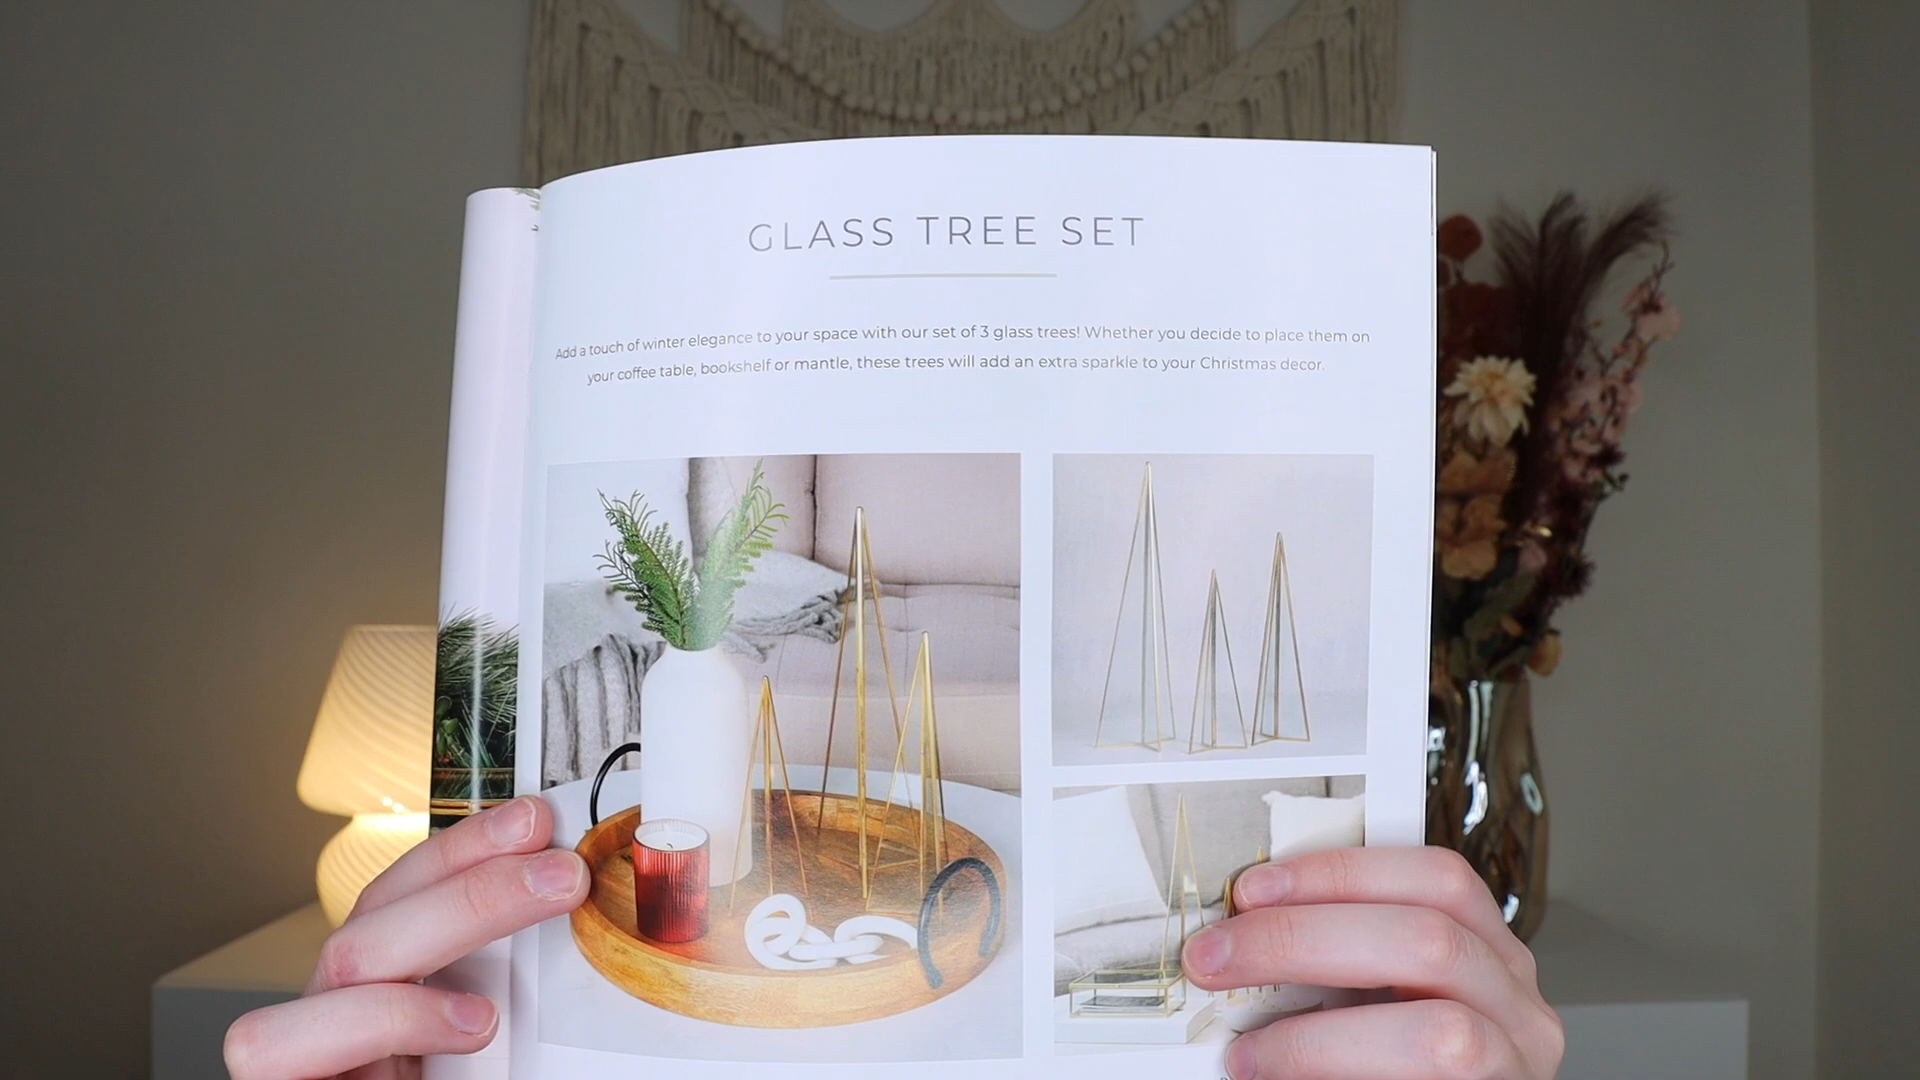 GLASS TREE SET
Add a touch of winter elegance to your space with our set of 3 glass trees! Whether you decide to place them on
your coffee table, bookshelf or mantle, these trees will add an extra sparkle to your Christmas decor.